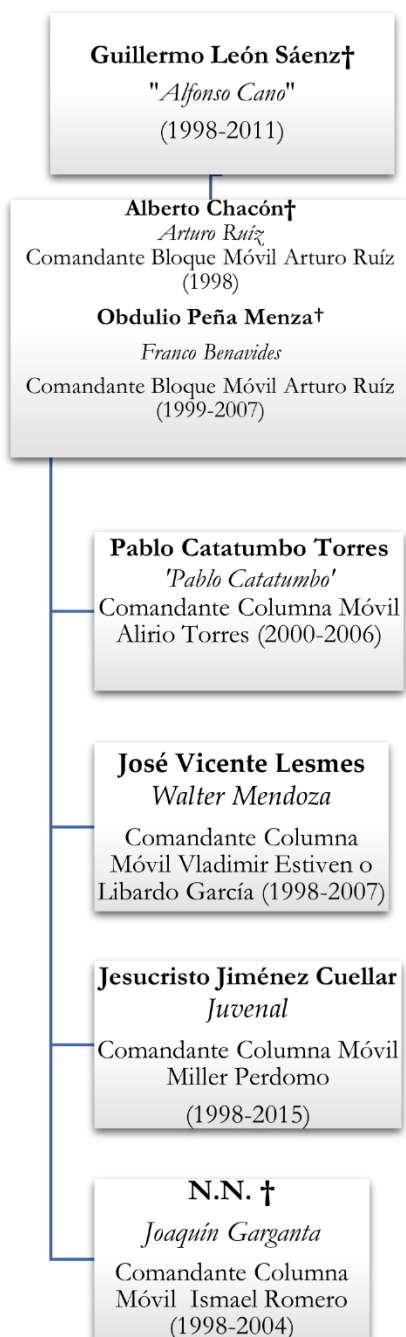 Guillermo León Sáenz†
"Alfonso Cano"
(1998-2011)
Alberto Chacón†
Arturo Ruíz
Comandante Bloque Móvil Arturo Ruíz
(1998)
Obdulio Peña Menza†
Franco Benavides
Comandante Bloque Móvil Arturo Ruíz
(1999-2007)
Pablo Catatumbo Torres
'Pablo Catatumbo'
Comandante Columna Móvil
Alirio Torres (2000-2006)
José Vicente Lesmes
Walter Mendoza
Comandante Columna
Móvil Vladimir Estiven o
Libardo García (1998-2007)
Jesucristo Jiménez Cuellar
Juvenal
Comandante Columna Móvil
Miller Perdomo
(1998-2015)
N.N. †
Joaquín Garganta
Comandante Columna
Móvil Ismael Romero
(1998-2004)